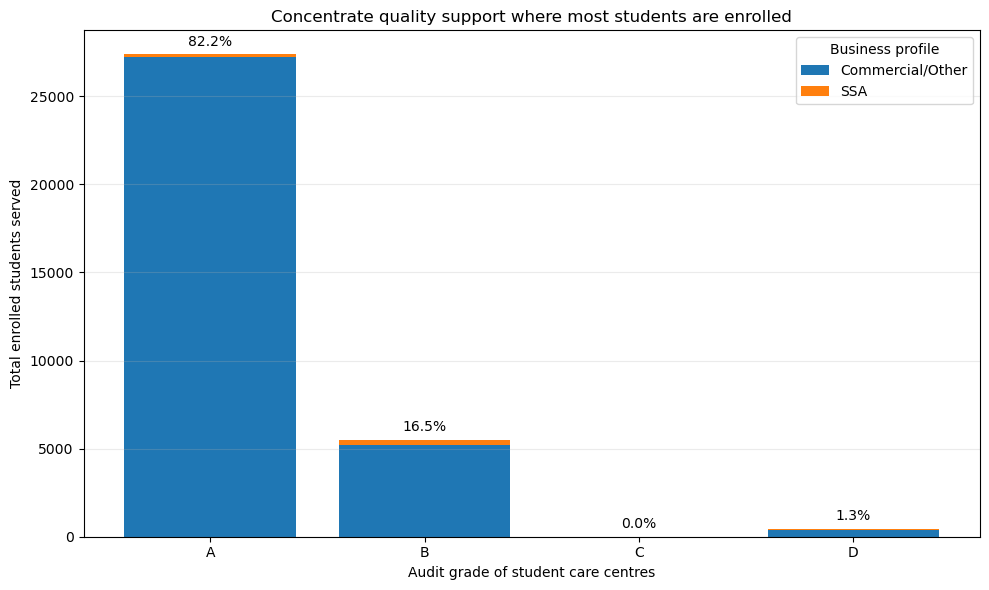 Concentrate quality support where most students are enrolled
82.2%
Business profile
Commercial/Other
SSA
25000
20000
15000
10000
5000
0
Total enrolled students served
16.5%
0.0%
1.3%
A
B
C
D
Audit grade of student care centres